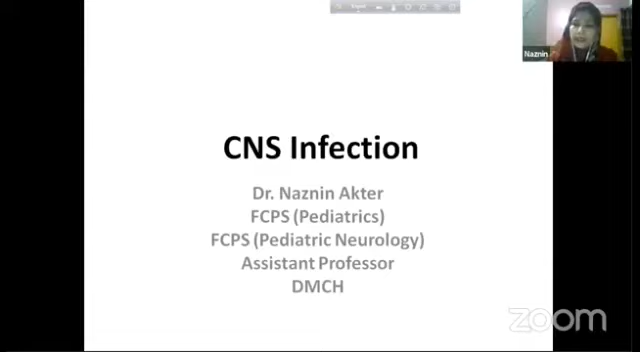 Naznin
CNS Infection
Dr. Naznin Akter
FCPS (Pediatrics)
FCPS (Pediatric Neurology)
Assistant Professor
DMCH
zoom